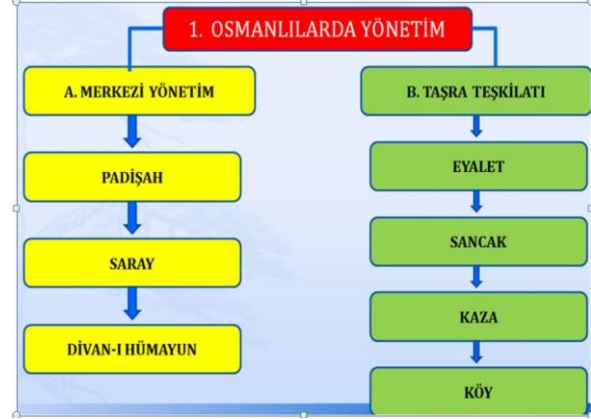 1. OSMANLILARDA YÖNETİM
A. MERKEZİ YÖNETİM
PADİŞAH
SARAY
DİVAN-I HÜMAYUN
B. TAŞRA TEŞKİLATI
EYALET
SANCAK
KAZA
KÖY